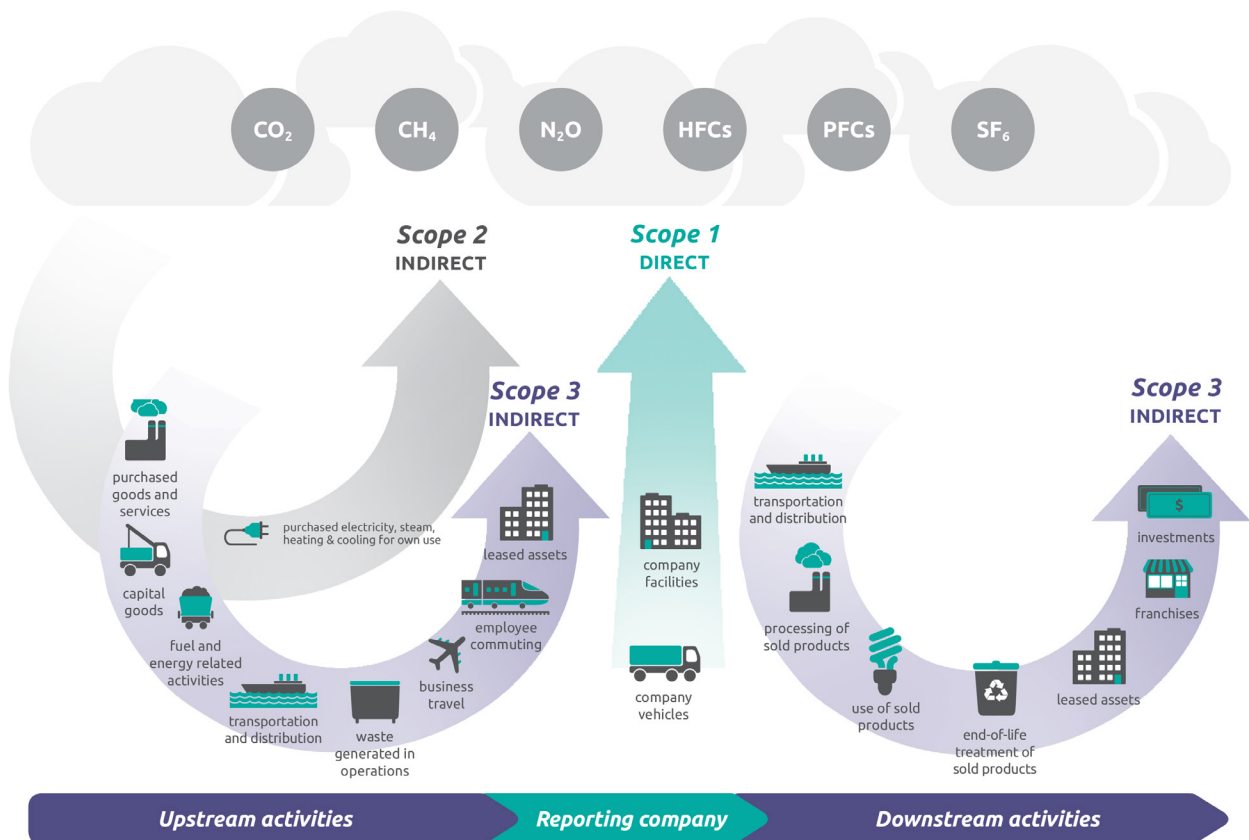 CO₂
CH₄
N₂O
HFCs
PFCs
SF₆
Scope 2
INDIRECT
Scope 1
DIRECT
Scope 3
INDIRECT
Scope 3
INDIRECT
purchased
goods and
services
capital
goods
fuel and
energy related
activities
purchased electricity, steam,
heating & cooling for own use
transportation
and distribution
waste
generated in
operations
business
travel
employee
commuting
leased assets
company
facilities
company
vehicles
transportation
and distribution
processing of
sold products
use of sold
products
end-of-life
treatment of
sold products
leased assets
franchises
$
investments
Upstream activities
Reporting company
Downstream activities